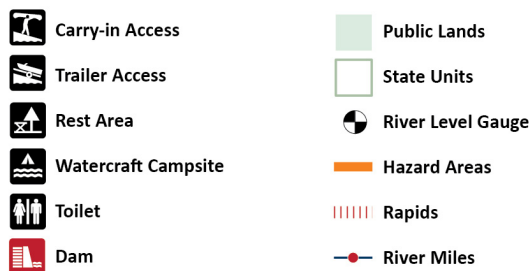 Carry-in Access
Trailer Access
Rest Area
Watercraft Campsite
Toilet
Dam
Public Lands
State Units
River Level Gauge
Hazard Areas
Rapids
River Miles